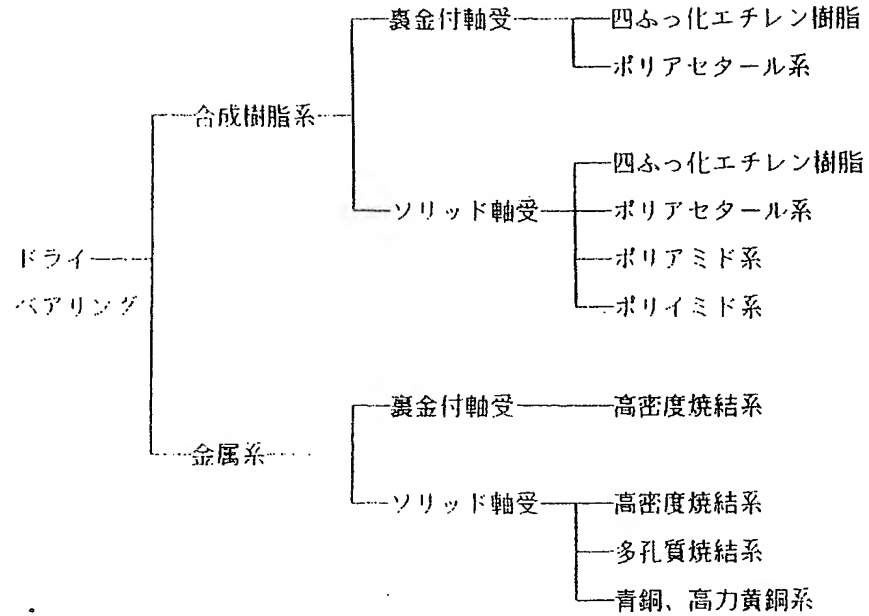 裏金付軸受
四ふっ化エチレン樹脂
ポリアセタール系
合成樹脂系
四ふっ化エチレン樹脂
ソリッド軸受
ポリアセタール系
ドライ
ポリアミド系
ベアリング
ポリイミド系
裏金付軸受
高密度焼結系
金属系
ソリッド軸受
高密度焼結系
多孔質焼結系
青銅、高力黄銅系